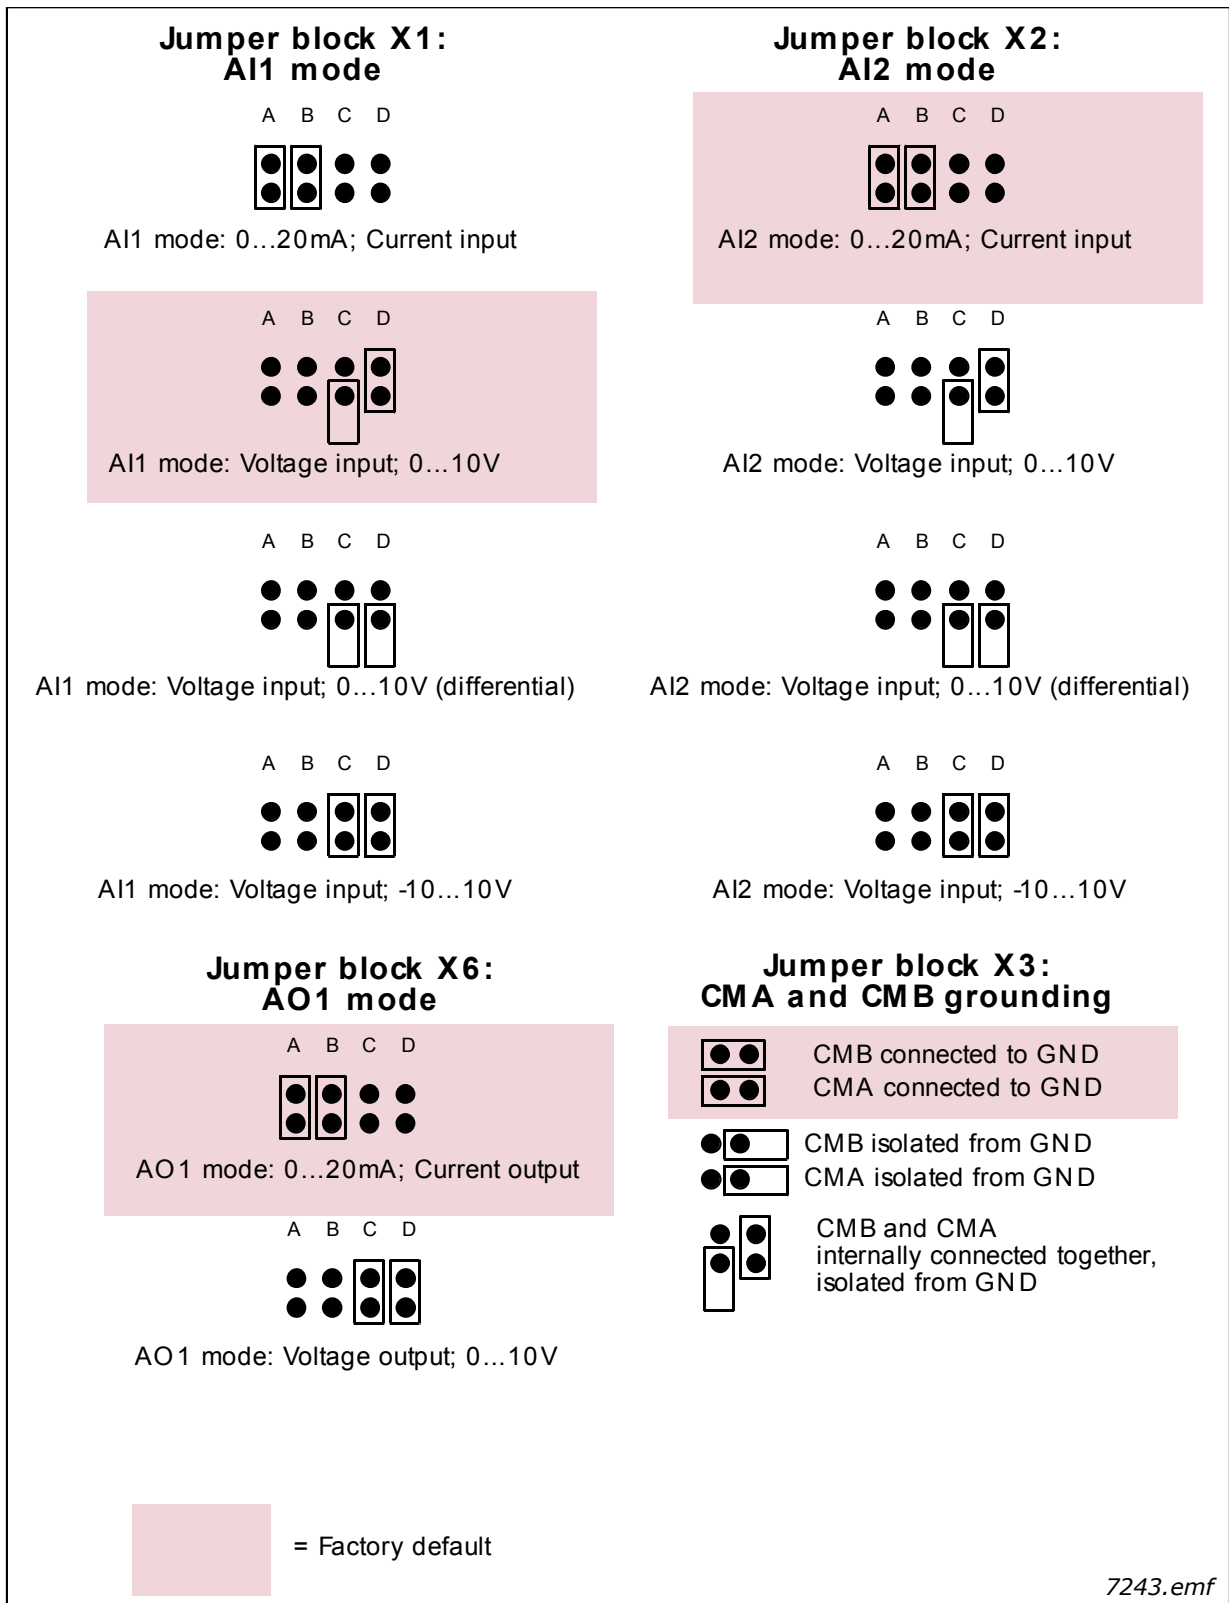 Jumper block X1:
AI1 mode
A B C D
AI1 mode: 0...20mA; Current input
A B C D
AI1 mode: Voltage input; 0...10V
A B C D
AI1 mode: Voltage input; 0...10V (differential)
A B C D
AI1 mode: Voltage input; -10...10V
Jumper block X2:
AI2 mode
A B C D
AI2 mode: 0...20mA; Current input
A B C D
AI2 mode: Voltage input; 0...10V
A B C D
AI2 mode: Voltage input; 0...10V (differential)
A B C D
AI2 mode: Voltage input; -10...10V
Jumper block X6:
AO1 mode
A B C D
AO1 mode: 0...20mA; Current output
A B C D
AO1 mode: Voltage output; 0...10V
Jumper block X3:
CMA and CMB grounding
CMB connected to GND
CMA connected to GND
CMB isolated from GND
CMA isolated from GND
CMB and CMA
internally connected together,
isolated from GND
= Factory default
7243.emf